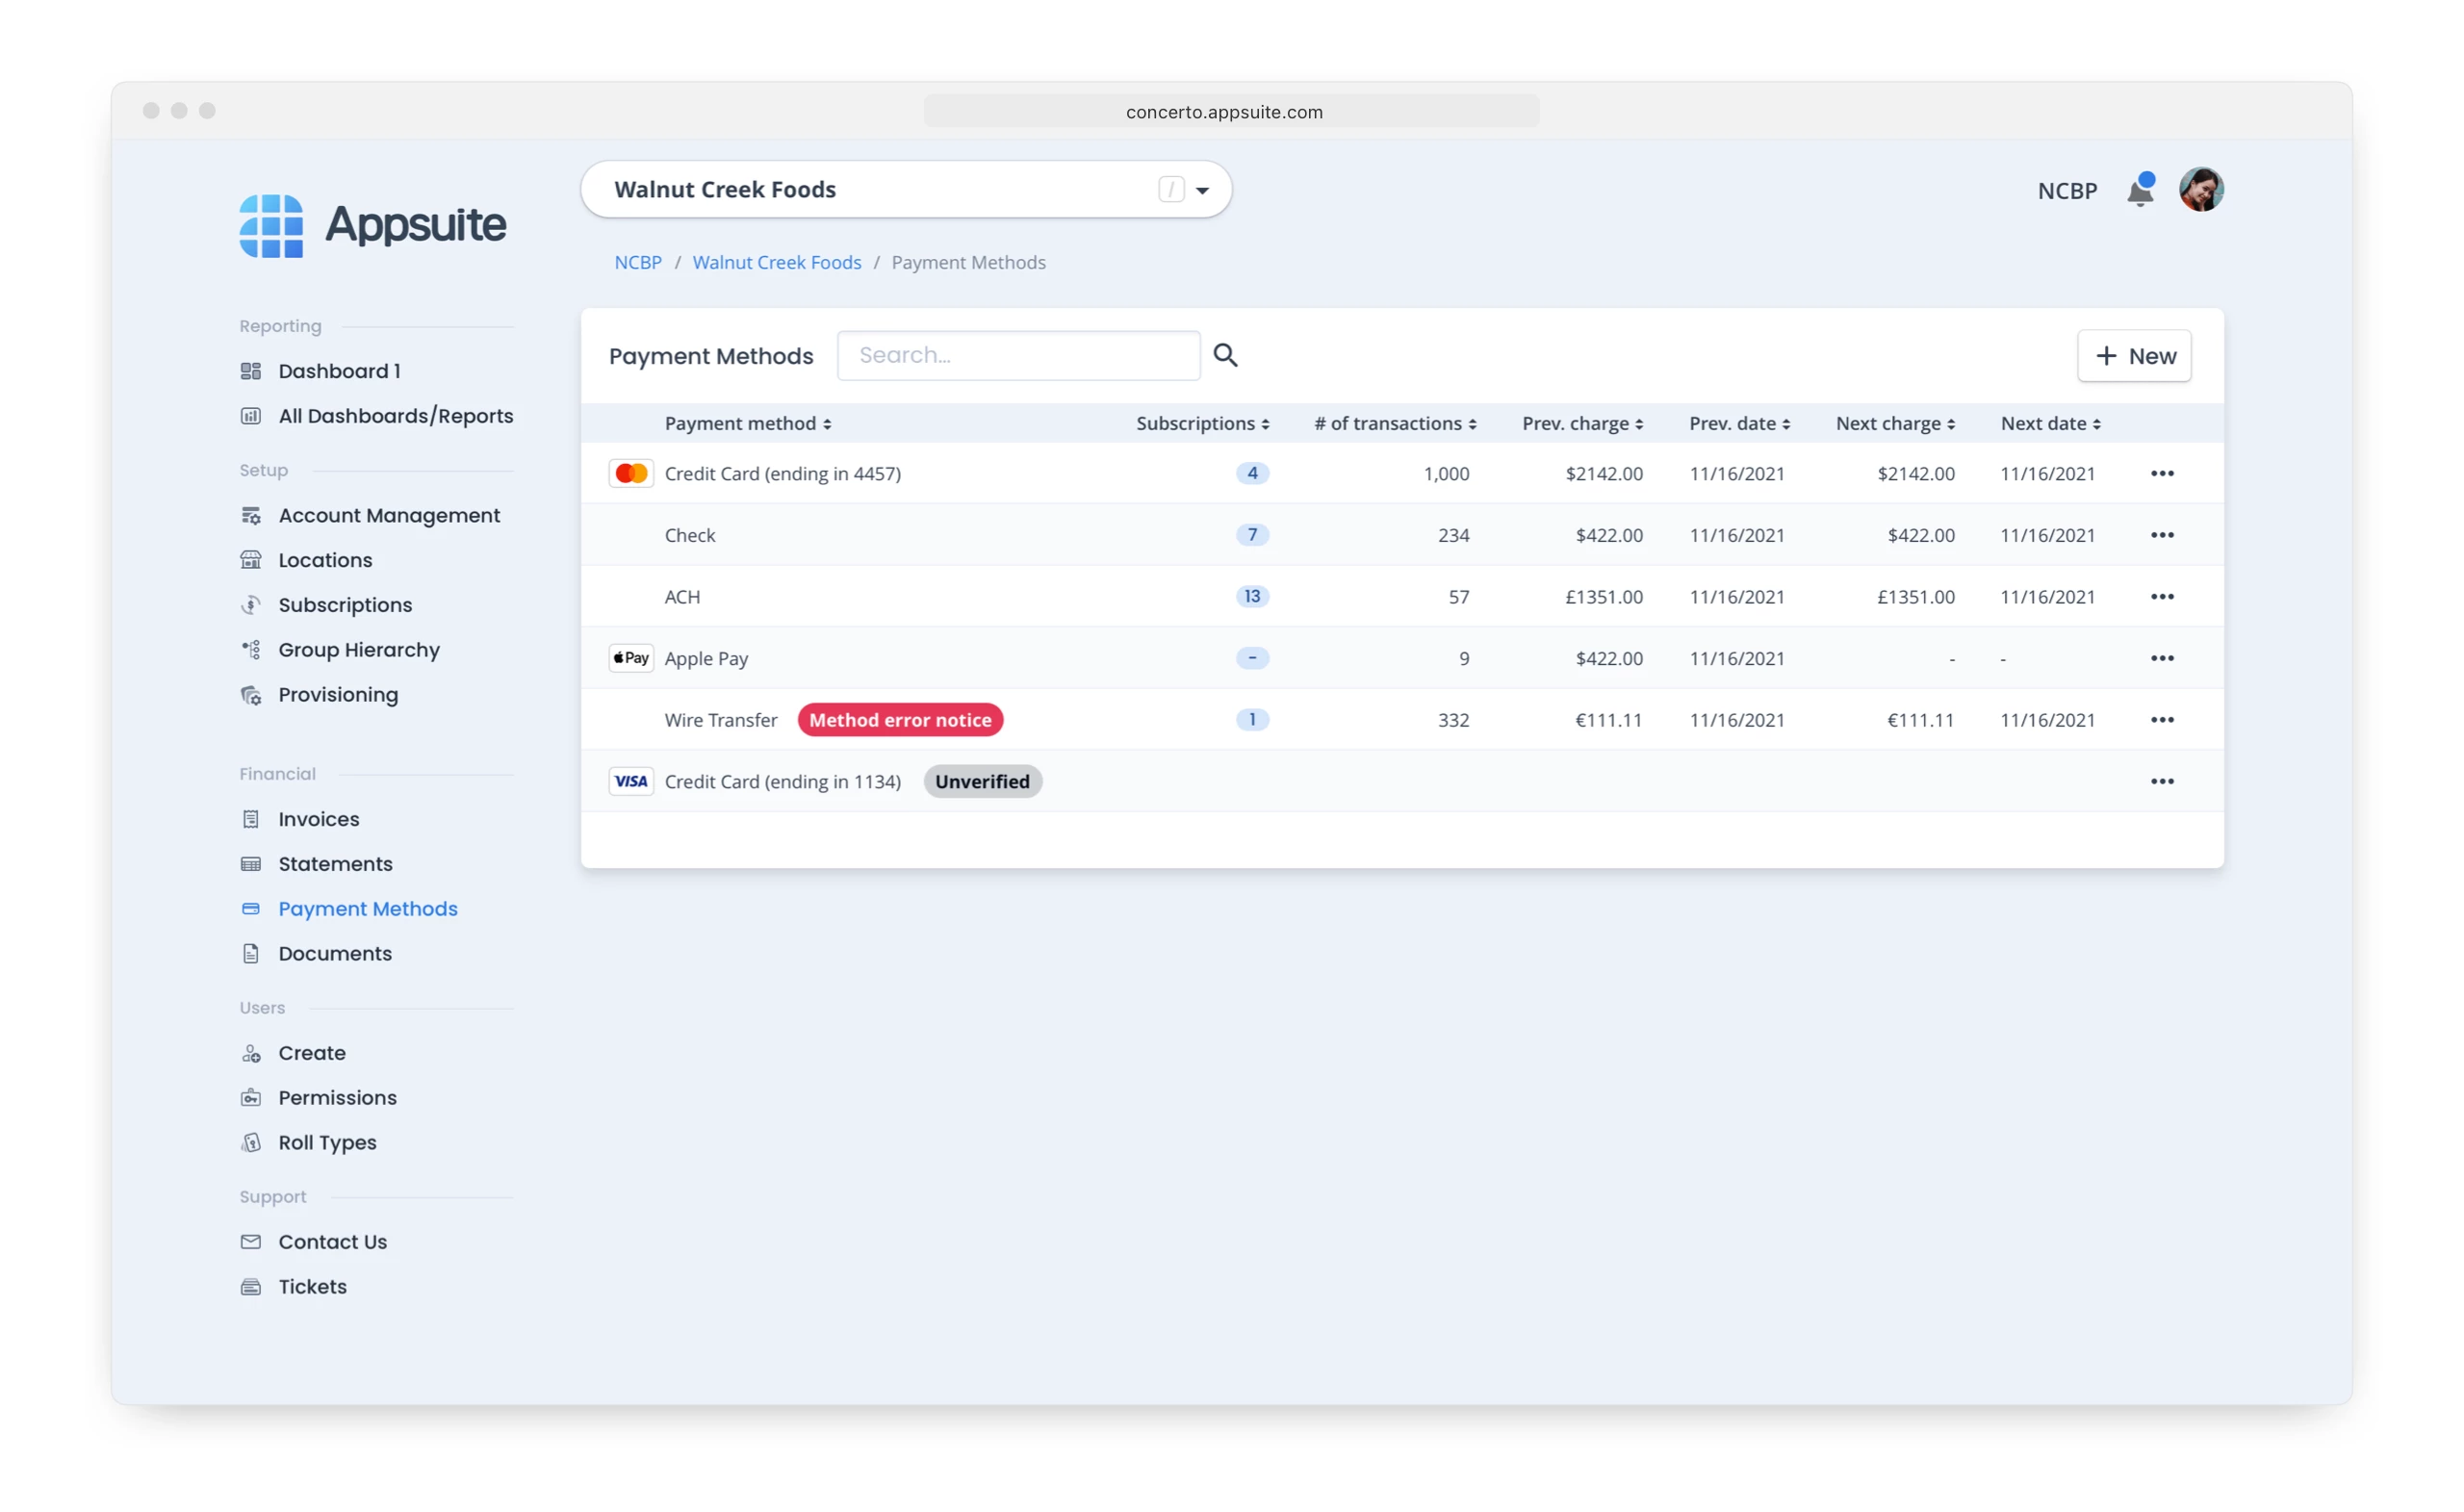 concerto.appsuite.com
Appsuite
Walnut Creek Foods /
NCBP
NCBP / Walnut Creek Foods / Payment Methods
Reporting
Dashboard 1
All Dashboards/Reports
Setup
Account Management
Locations
Subscriptions
Group Hierarchy
Provisioning
Financial
Invoices
Statements
Payment Methods
Documents
Users
Create
Permissions
Roll Types
Support
Contact Us
Tickets
Payment Methods Search... + New
Payment method Subscriptions # of transactions Prev. charge Prev. date Next charge Next date
Credit Card (ending in 4457) 4 1,000 $2142.00 11/16/2021 $2142.00 11/16/2021
Check 7 234 $422.00 11/16/2021 $422.00 11/16/2021
ACH 13 57 £1351.00 11/16/2021 £1351.00 11/16/2021
Pay Apple Pay - 9 $422.00 11/16/2021 - -
Wire Transfer Method error notice 1 332 €111.11 11/16/2021 €111.11 11/16/2021
VISA Credit Card (ending in 1134) Unverified